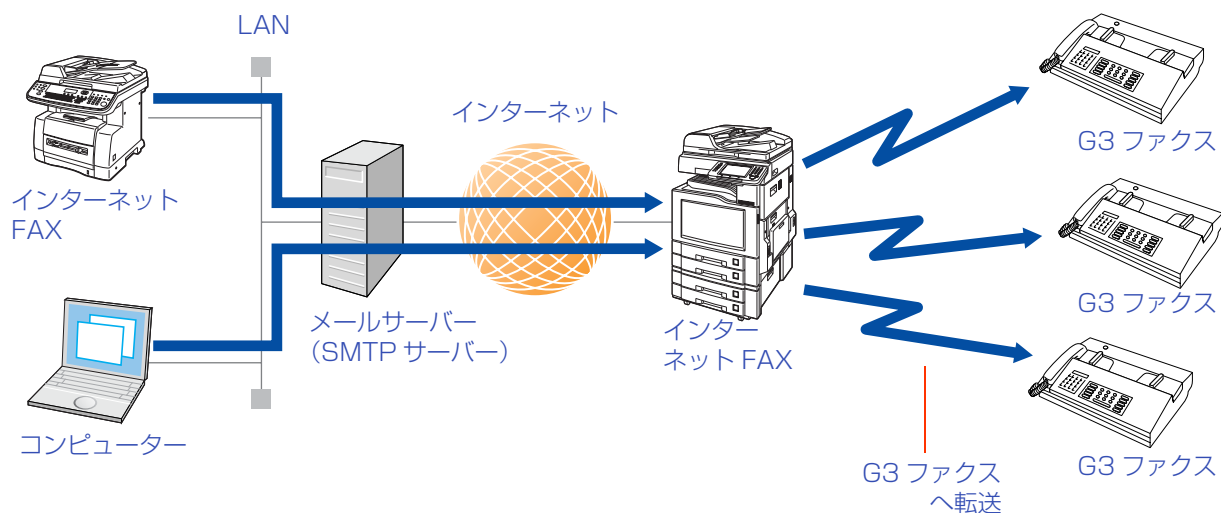 LAN
インターネット
FAX
インターネット
メールサーバー
（SMTP サーバー）
コンピューター
インター
ネット FAX
G3 ファクス
G3 ファクス
G3 ファクス
G3 ファクス
へ転送